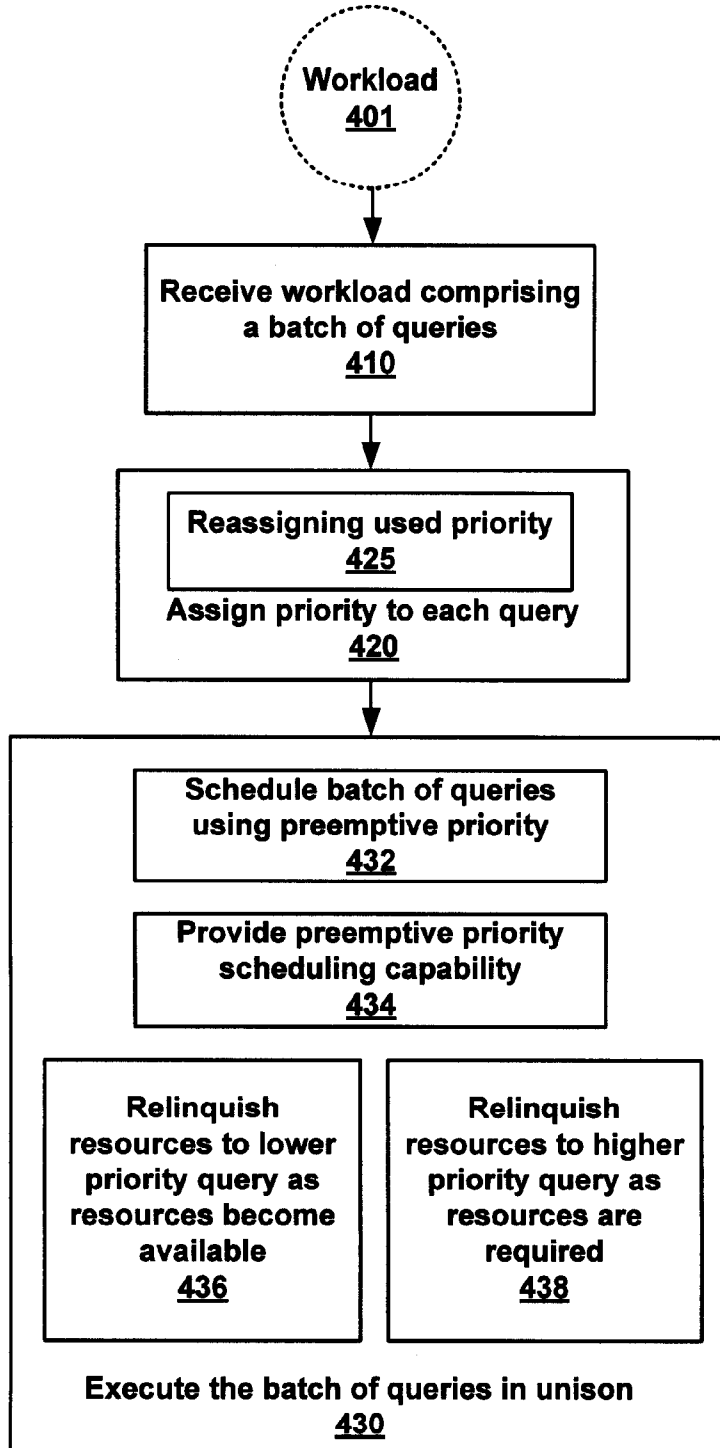 Workload
401
Receive workload comprising
a batch of queries
410
Reassigning used priority
425
Assign priority to each query
420
Schedule batch of queries
using preemptive priority
432
Provide preemptive priority
scheduling capability
434
Relinquish
resources to lower
priority query as
resources become
available
436
Relinquish
resources to higher
priority query as
resources are
required
438
Execute the batch of queries in unison
430